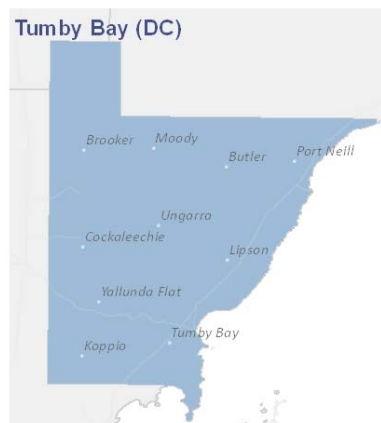 Tumby Bay (DC)
Brooker
Moody
Butler
Port Neill
Ungarra
Cockaleechie
Lipson
Yallunda Flat
Tumby Bay
Koppio